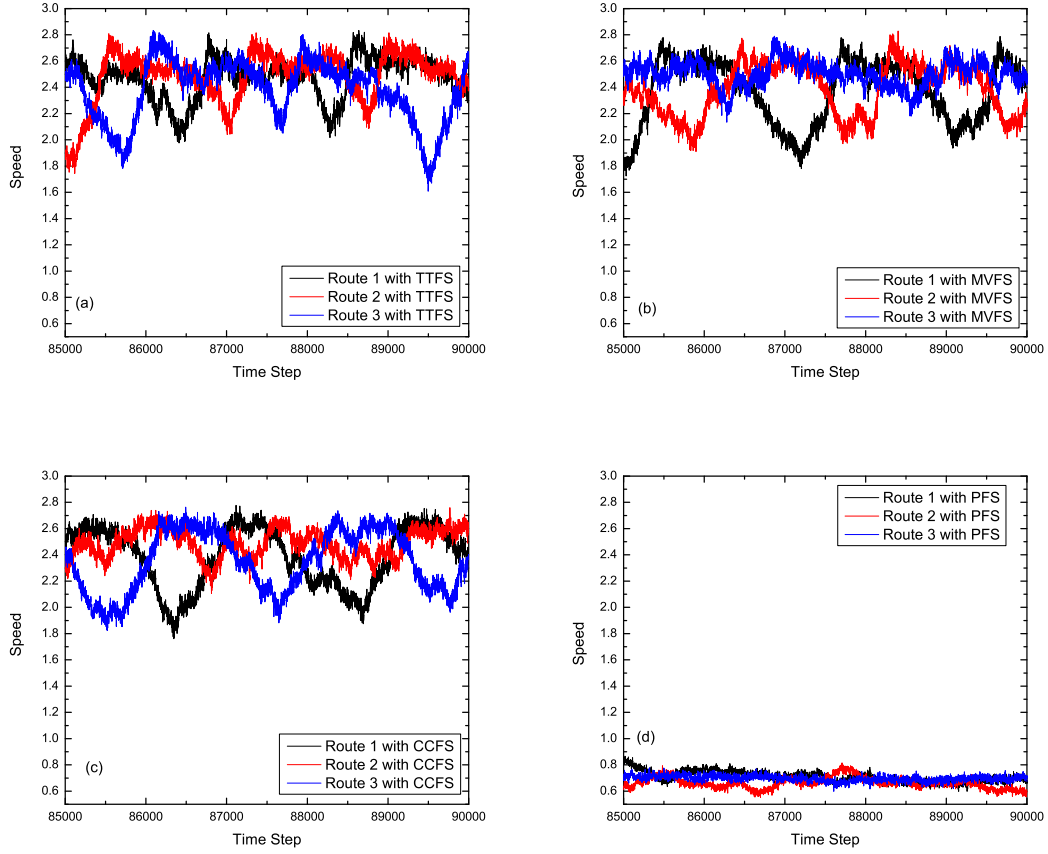 3.0
2.8
2.6
2.4
2.2
2.0
1.8
1.6
1.4
1.2
1.0
0.8
0.6
Speed
(a)
Route 1 with TTFS
Route 2 with TTFS
Route 3 with TTFS
85000 86000 87000 88000 89000 90000
Time Step
3.0
2.8
2.6
2.4
2.2
2.0
1.8
1.6
1.4
1.2
1.0
0.8
0.6
Speed
(b)
Route 1 with MVFS
Route 2 with MVFS
Route 3 with MVFS
85000 86000 87000 88000 89000 90000
Time Step
3.0
2.8
2.6
2.4
2.2
2.0
1.8
1.6
1.4
1.2
1.0
0.8
0.6
Speed
(c)
Route 1 with CCFS
Route 2 with CCFS
Route 3 with CCFS
85000 86000 87000 88000 89000 90000
Time Step
3.0
2.8
2.6
2.4
2.2
2.0
1.8
1.6
1.4
1.2
1.0
0.8
0.6
Speed
Route 1 with PFS
Route 2 with PFS
Route 3 with PFS
(d)
85000 86000 87000 88000 89000 90000
Time Step